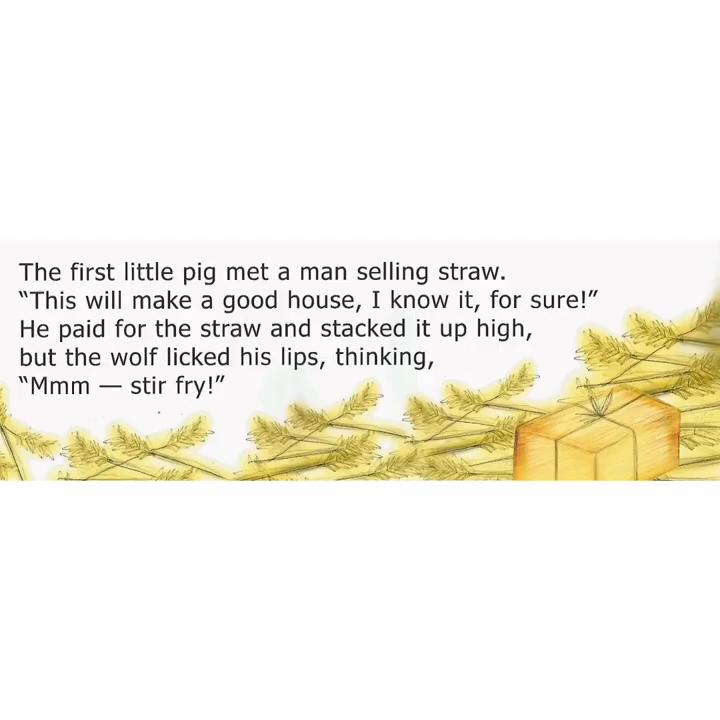 The first little pig met a man selling straw.
“This will make a good house, I know it, for sure!”
He paid for the straw and stacked it up high,
but the wolf licked his lips, thinking,
“Mmm — stir fry!”